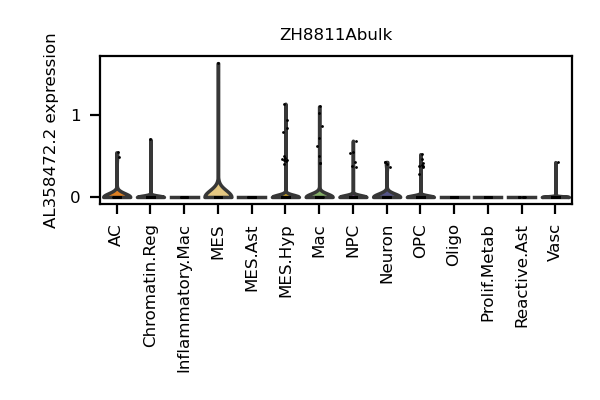 ZH8811Abulk
AL358472.2 expression
1
0
AC
Chromatin.Reg
Inflammatory.Mac
MES
MES.Ast
MES.Hyp
Mac
NPC
Neuron
OPC
Oligo
Prolif.Metab
Reactive.Ast
Vasc